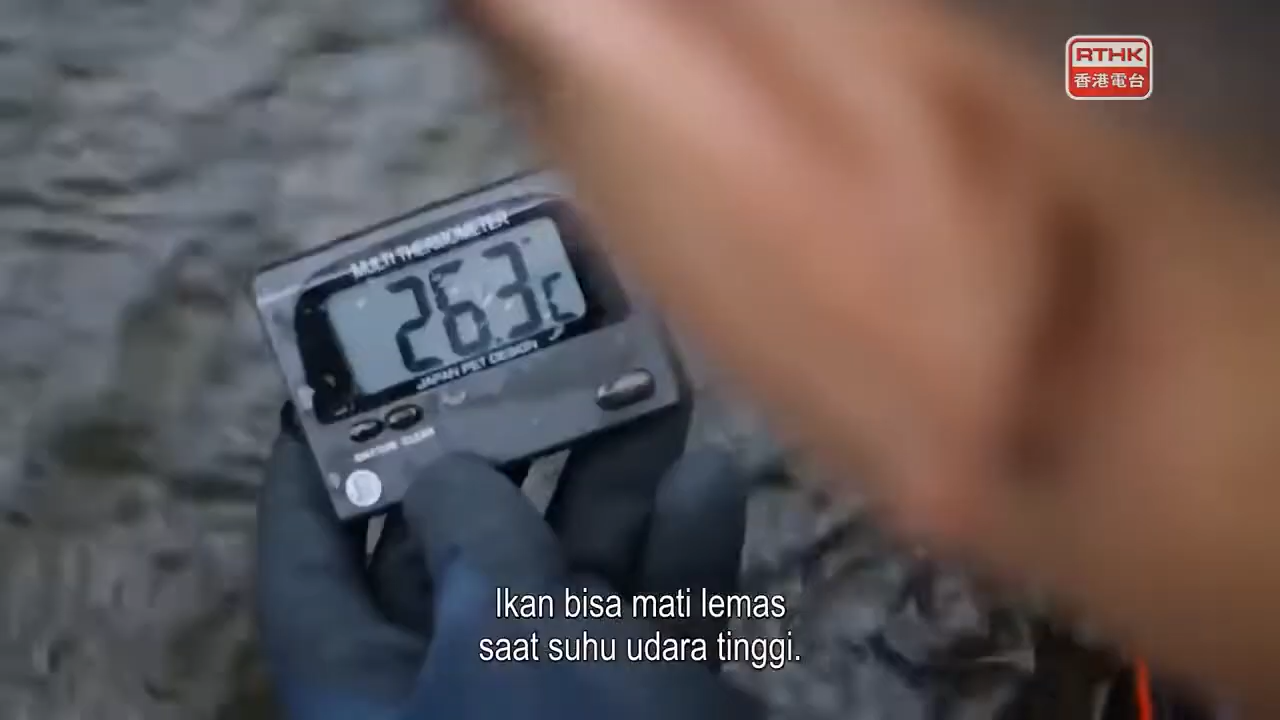 RTHK
香港電台
MULTI THERMOMETER
26.3c
JAPAN PET DESIGN
Ikan bisa mati lemas
saat suhu udara tinggi.